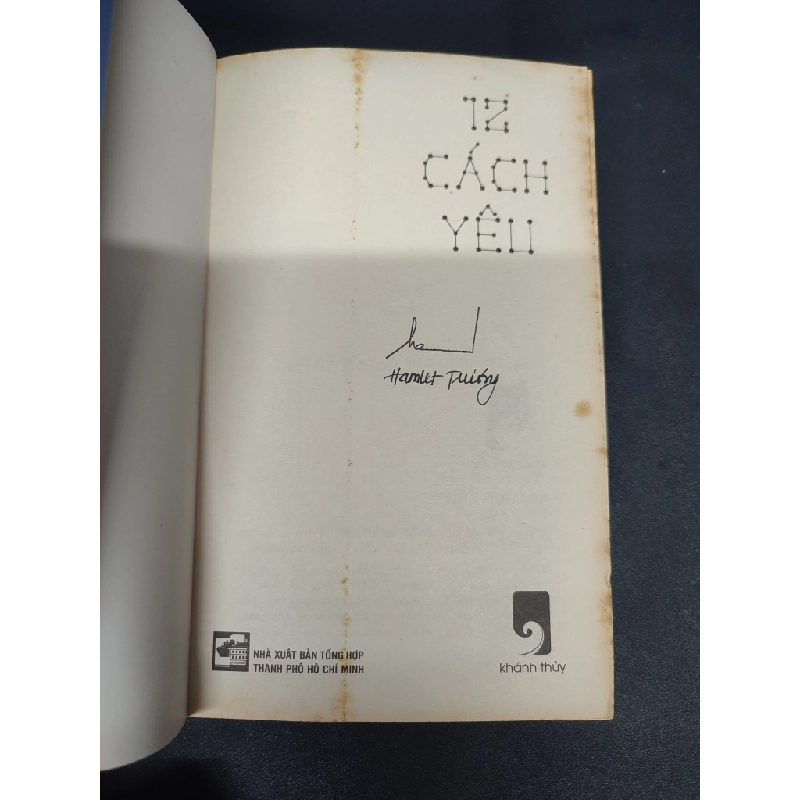 12
CÁCH
YÊU
Hamlet Trương
NHÀ XUẤT BẢN TỔNG HỢP
THÀNH PHỐ HỒ CHÍ MINH
khánh thủy